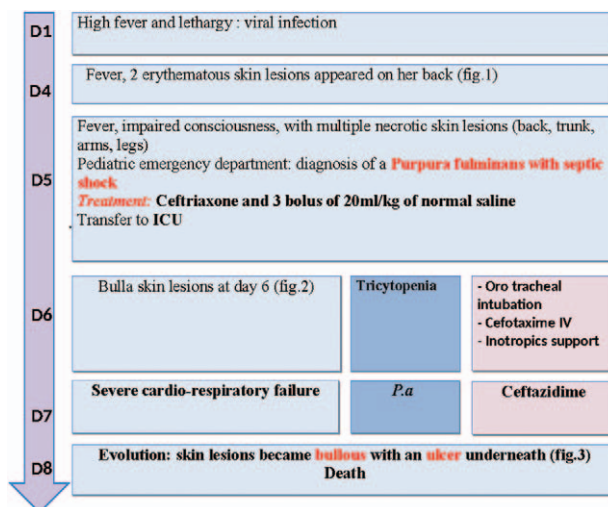 D1
High fever and lethargy : viral infection
D4
Fever, 2 erythematous skin lesions appeared on her back (fig.1)
D5
Fever, impaired consciousness, with multiple necrotic skin lesions (back, trunk,
arms, legs)
Pediatric emergency department: diagnosis of a Purpura fulminans with septic
shock
Treatment: Ceftriaxone and 3 bolus of 20ml/kg of normal saline
Transfer to ICU
D6
Bulla skin lesions at day 6 (fig.2)
Tricytopenia
- Oro tracheal
intubation
- Cefotaxime IV
- Inotropics support
D7
Severe cardio-respiratory failure
P.a
Ceftazidime
D8
Evolution: skin lesions became bullous with an ulcer underneath (fig.3)
Death